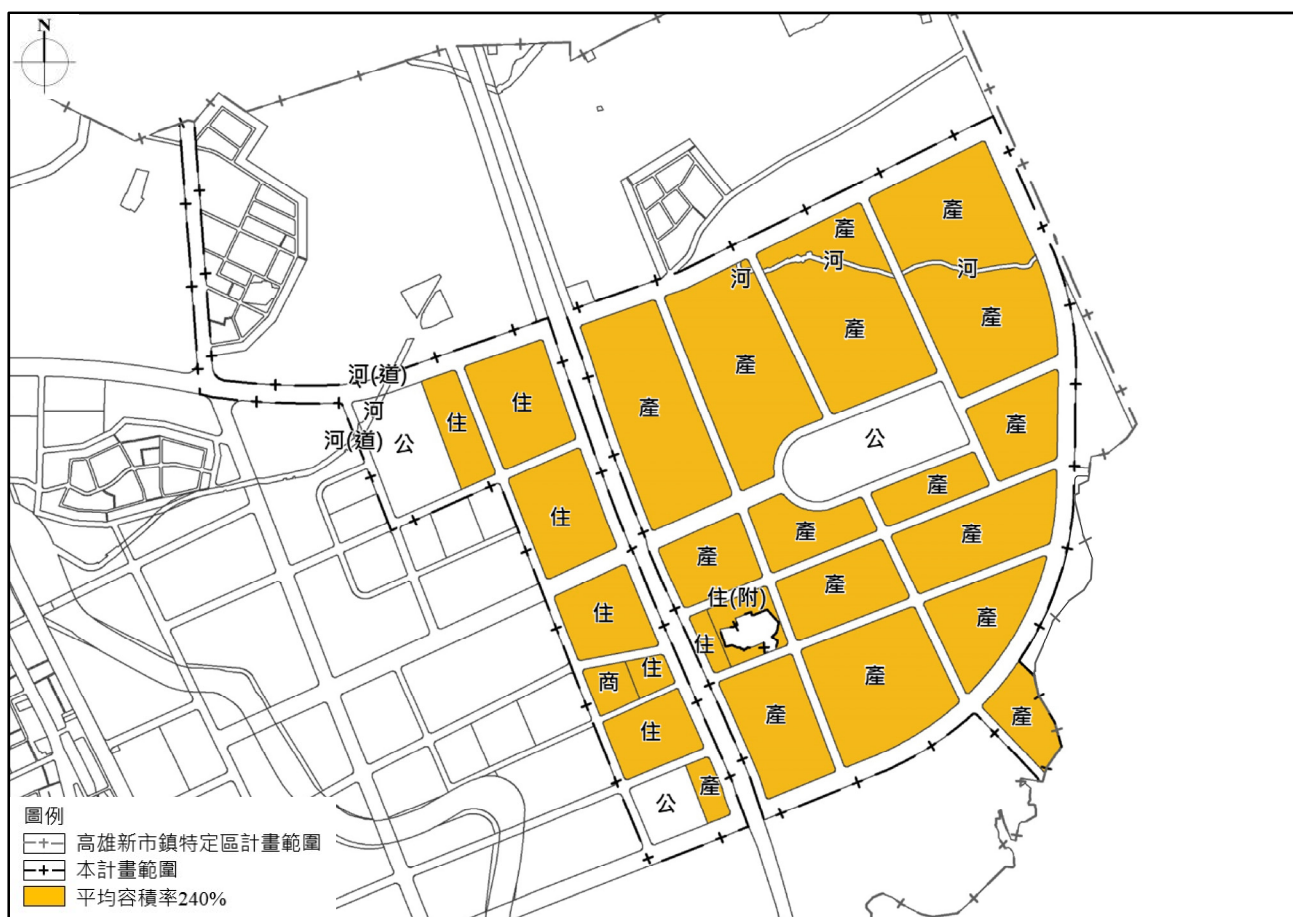 N
產
產
河
河
河
產
產
產
河(道)
住
住
產
河
河(道)
公
公
產
產
住
產
產
產
住(附)
產
住
住
產
住
商
產
產
產
住
產
公
圖例
高雄新市鎮特定區計畫範圍
本計畫範圍
平均容積率240%